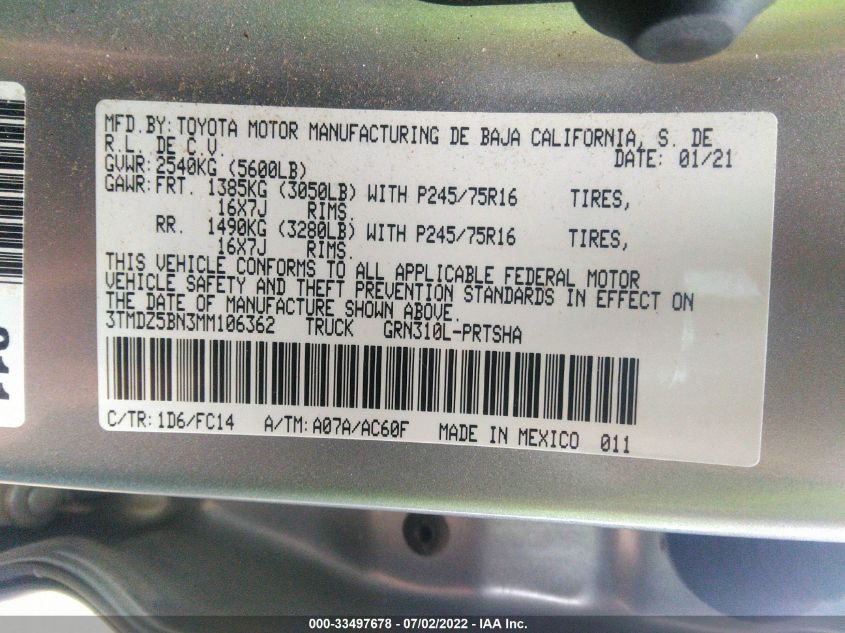 MFD.BY:TOYOTA MOTOR MANUFACTURING DE BAJA CALIFORNIA, S. DE
R.L. DE C.V. DATE: 01/21
GVWR:2540KG (5600LB)
GAWR:FRT. 1385KG (3050LB) WITH P245/75R16 TIRES,
16X7J RIMS.
RR. 1490KG (3280LB) WITH P245/75R16 TIRES,
16X7J RIMS.
THIS VEHICLE CONFORMS TO ALL APPLICABLE FEDERAL MOTOR
VEHICLE SAFETY AND THEFT PREVENTION STANDARDS IN EFFECT ON
THE DATE OF MANUFACTURE SHOWN ABOVE.
3TMDZ5BN3MM106362 TRUCK GRN310L-PRTSHA
C/TR:1D6/FC14 A/TM:A07A/AC60F MADE IN MEXICO 011
011
000-33497678 - 07/02/2022 - IAA Inc.